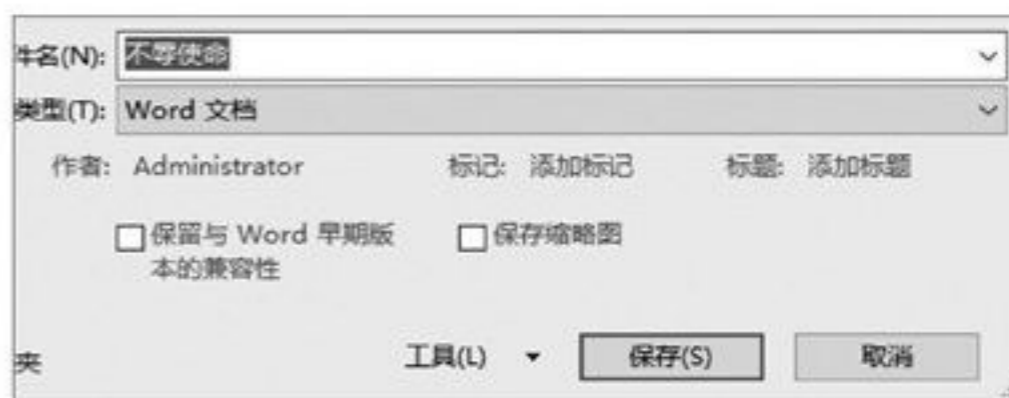 件名(N): 不辱使命
类型(T): Word 文档
作者: Administrator 标记: 添加标记 标题: 添加标题
保留与 Word 早期版本的兼容性
保存缩略图
夹 工具(L) 保存(S) 取消